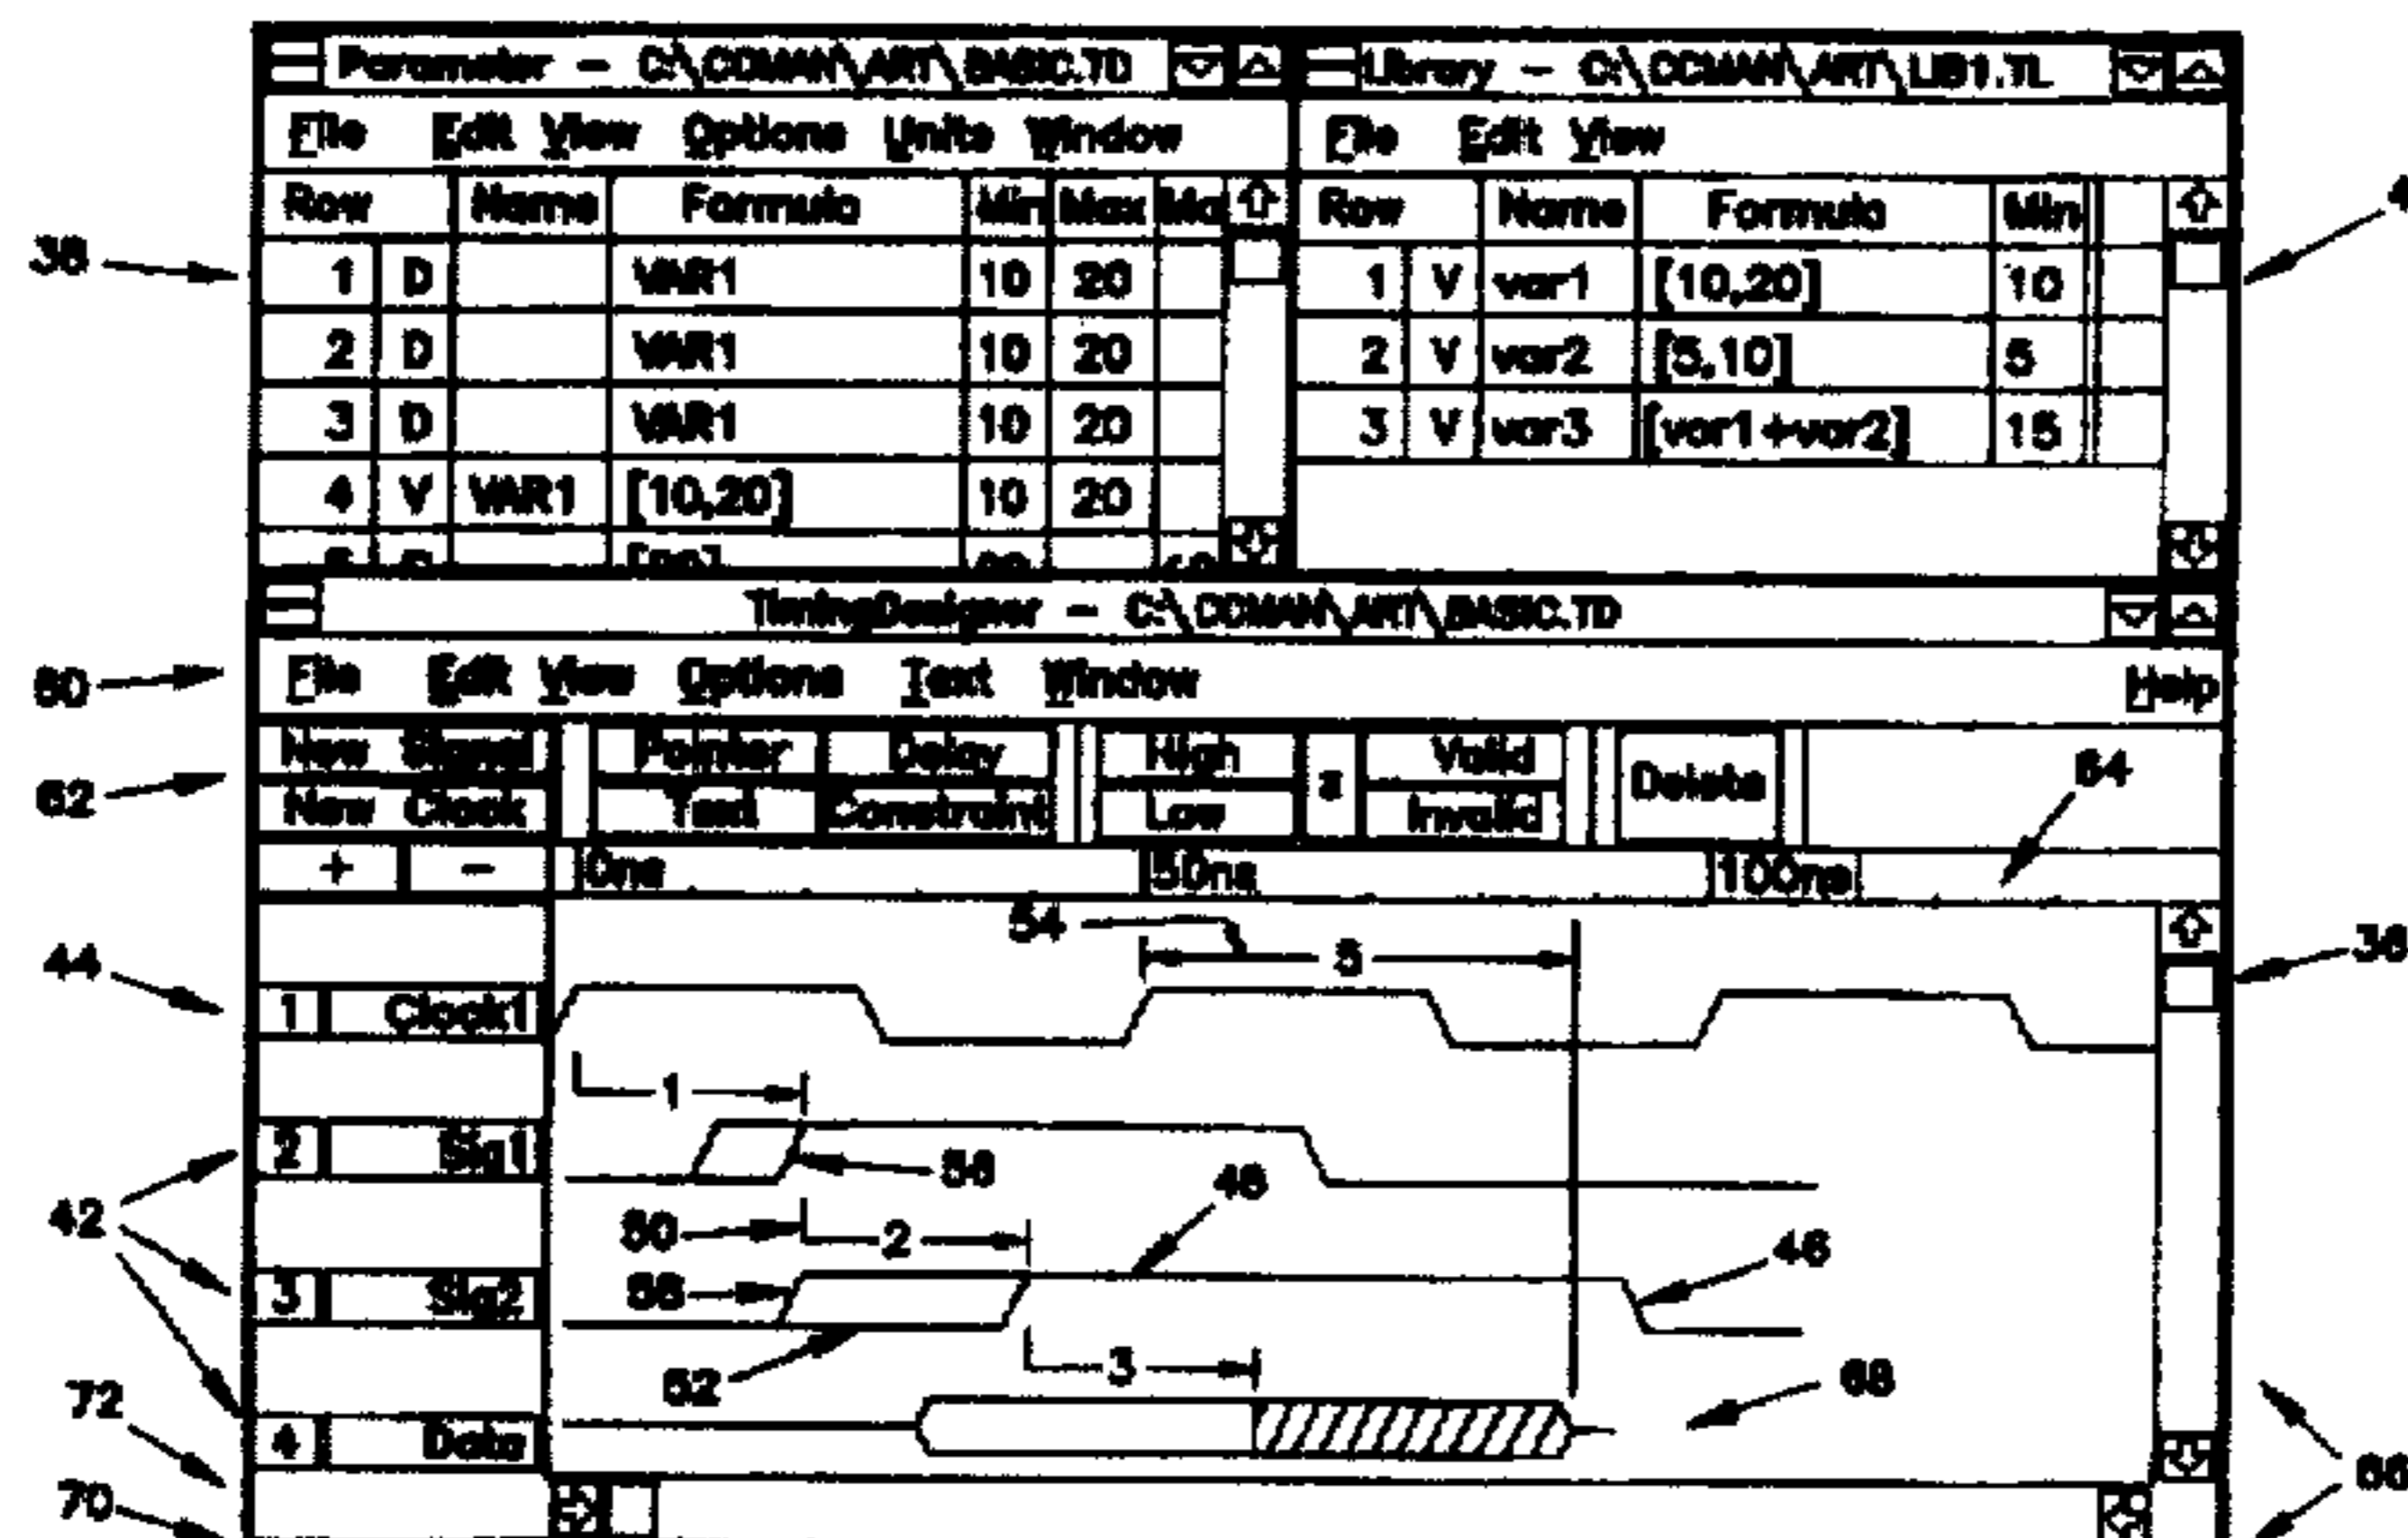 Parameter - C:\CCMAN\ART\BASIC.TD
File Edit View Options Units Window
Row Name Formula Min Max Ma
1 D VAR1 10 20
2 D VAR1 10 20
3 D VAR1 10 20
4 V VAR1 [10,20] 10 20
Library - C:\CCMAN\ART\LIB1.TL
File Edit View
Row Name Formula Min
1 V var1 [10,20] 10
2 V var2 [5,10] 5
3 V var3 [var1+var2] 15
38
4
TimingDesigner - C:\CCMAN\ART\BASIC.TD
60 File Edit View Options Text Window Help
New Signal Pointer Delay High Valid Delete
62 New Clock Text Constraint Low Invalid
64
+ - 0ns 50ns 100ns
54
5
44
36
1 Clock1
1
2 Sig1
56
48
42
50 2
46
3 Sig2
58
52
3
68
72
4 Data
66
70